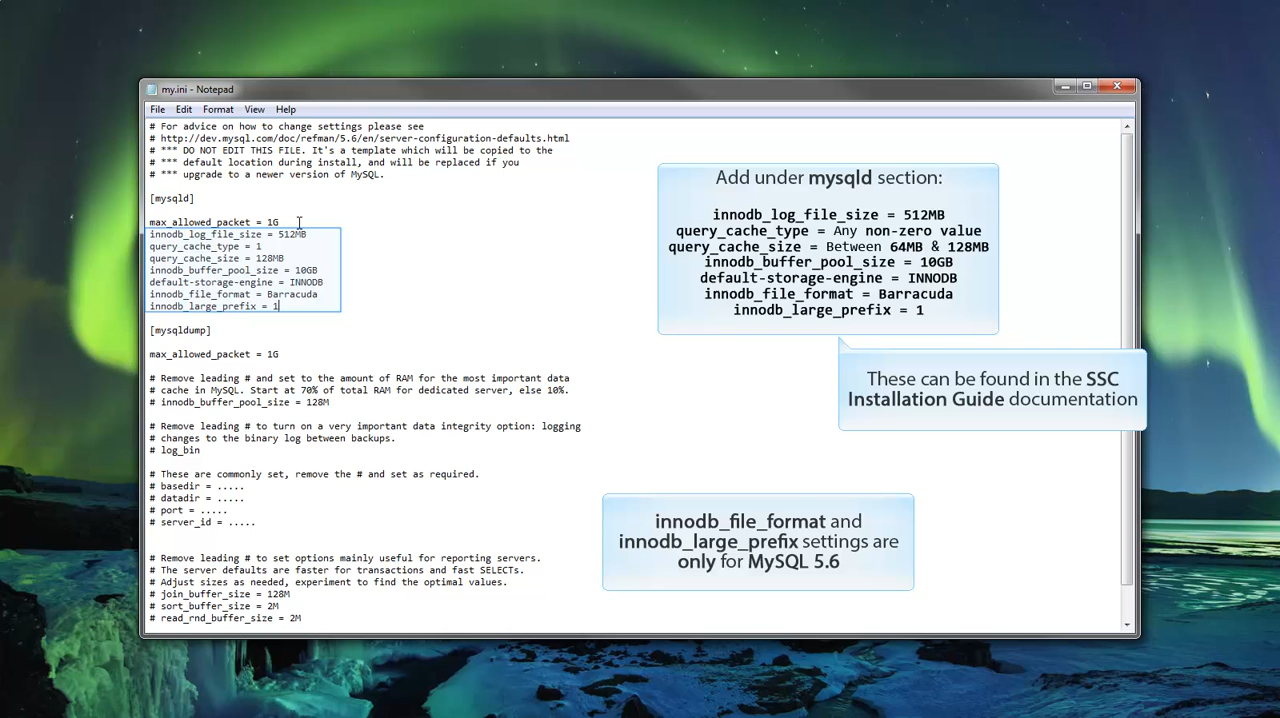 my.ini - Notepad
File Edit Format View Help
# For advice on how to change settings please see
# http://dev.mysql.com/doc/refman/5.6/en/server-configuration-defaults.html
# *** DO NOT EDIT THIS FILE. It's a template which will be copied to the
# *** default location during install, and will be replaced if you
# *** upgrade to a newer version of MySQL.
[mysqld]
max_allowed_packet = 1G
innodb_log_file_size = 512MB
query_cache_type = 1
query_cache_size = 128MB
innodb_buffer_pool_size = 10GB
default-storage-engine = INNODB
innodb_file_format = Barracuda
innodb_large_prefix = 1
[mysqldump]
max_allowed_packet = 1G
# Remove leading # and set to the amount of RAM for the most important data
# cache in MySQL. Start at 70% of total RAM for dedicated server, else 10%.
# innodb_buffer_pool_size = 128M
# Remove leading # to turn on a very important data integrity option: logging
# changes to the binary log between backups.
# log_bin
# These are commonly set, remove the # and set as required.
# basedir = .....
# datadir = .....
# port = .....
# server_id = .....
# Remove leading # to set options mainly useful for reporting servers.
# The server defaults are faster for transactions and fast SELECTs.
# Adjust sizes as needed, experiment to find the optimal values.
# join_buffer_size = 128M
# sort_buffer_size = 2M
# read_rnd_buffer_size = 2M
Add under mysqld section:
innodb_log_file_size = 512MB
query_cache_type = Any non-zero value
query_cache_size = Between 64MB & 128MB
innodb_buffer_pool_size = 10GB
default-storage-engine = INNODB
innodb_file_format = Barracuda
innodb_large_prefix = 1
These can be found in the SSC
Installation Guide documentation
innodb_file_format and
innodb_large_prefix settings are
only for MySQL 5.6